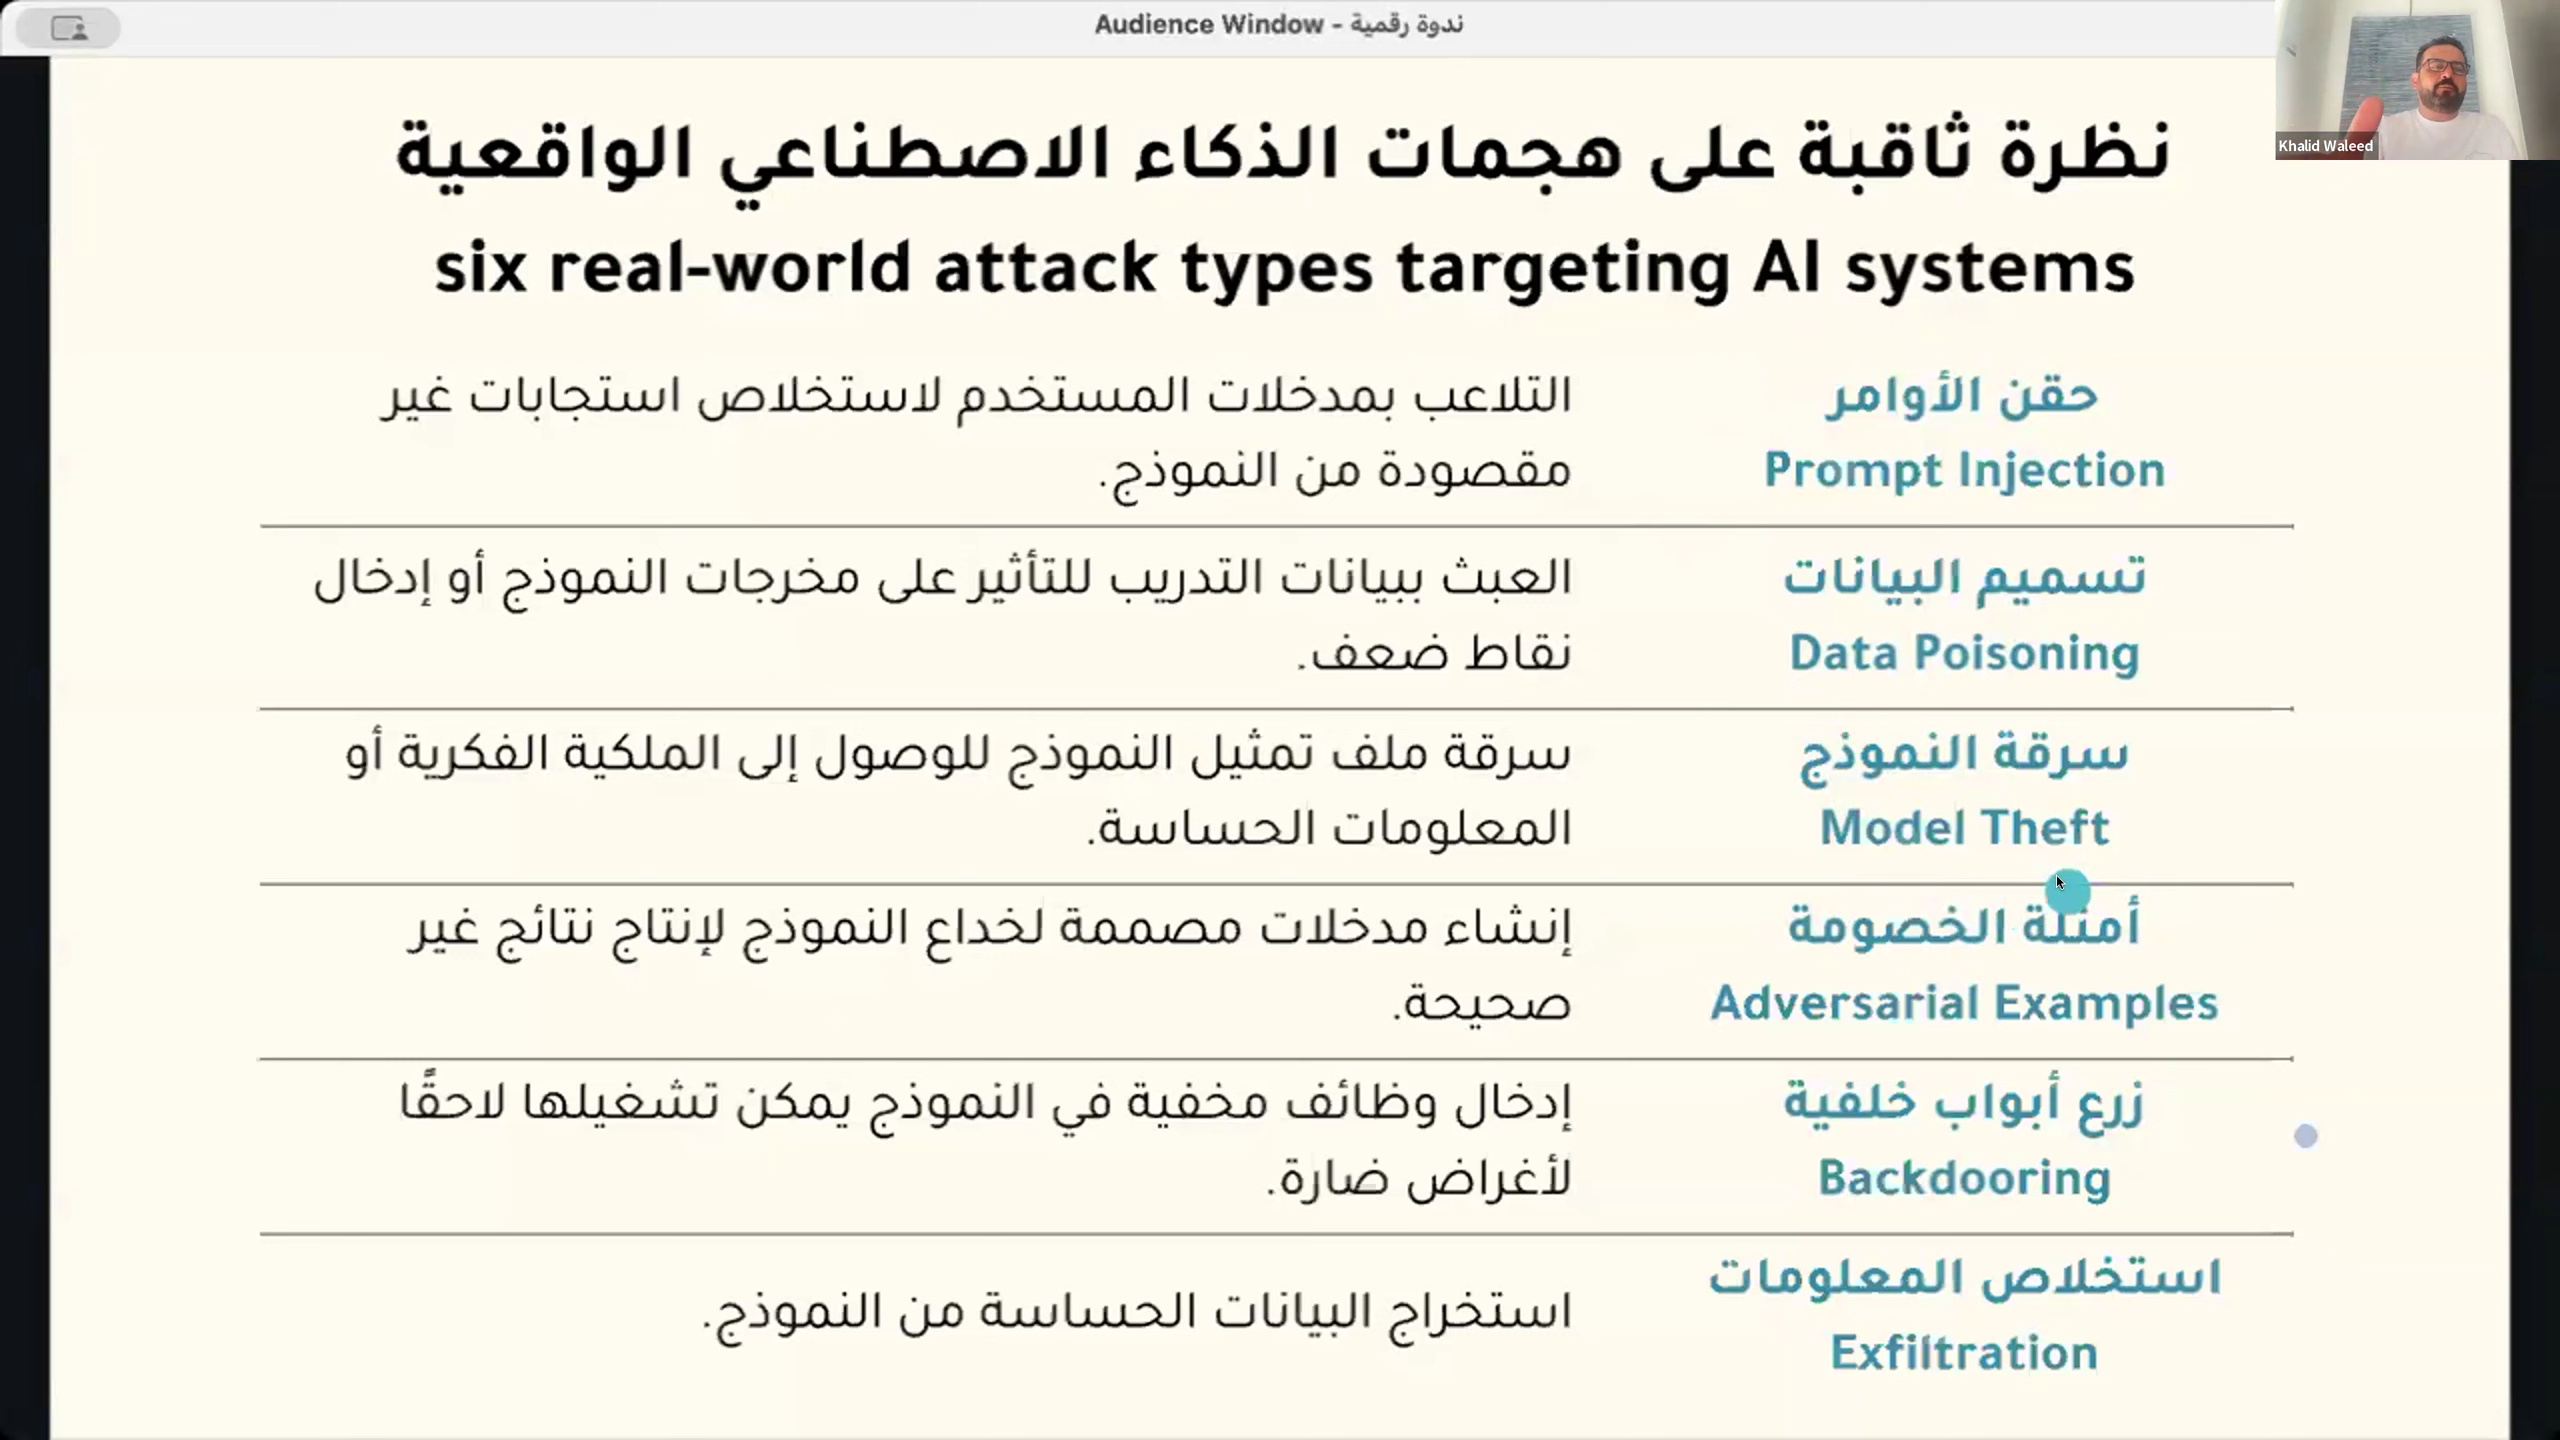 Audience Window - ندوة رقمية
Khalid Waleed
نظرة ثاقبة على هجمات الذكاء الاصطناعي الواقعية
six real-world attack types targeting AI systems
حقن الأوامر
Prompt Injection
التلاعب بمدخلات المستخدم لاستخلاص استجابات غير
مقصودة من النموذج.
تسميم البيانات
Data Poisoning
العبث ببيانات التدريب للتأثير على مخرجات النموذج أو إدخال
نقاط ضعف.
سرقة النموذج
Model Theft
سرقة ملف تمثيل النموذج للوصول إلى الملكية الفكرية أو
المعلومات الحساسة.
أمثلة الخصومة
Adversarial Examples
إنشاء مدخلات مصممة لخداع النموذج لإنتاج نتائج غير
صحيحة.
زرع أبواب خلفية
Backdooring
إدخال وظائف مخفية في النموذج يمكن تشغيلها لاحقًا
لأغراض ضارة.
استخلاص المعلومات
Exfiltration
استخراج البيانات الحساسة من النموذج.